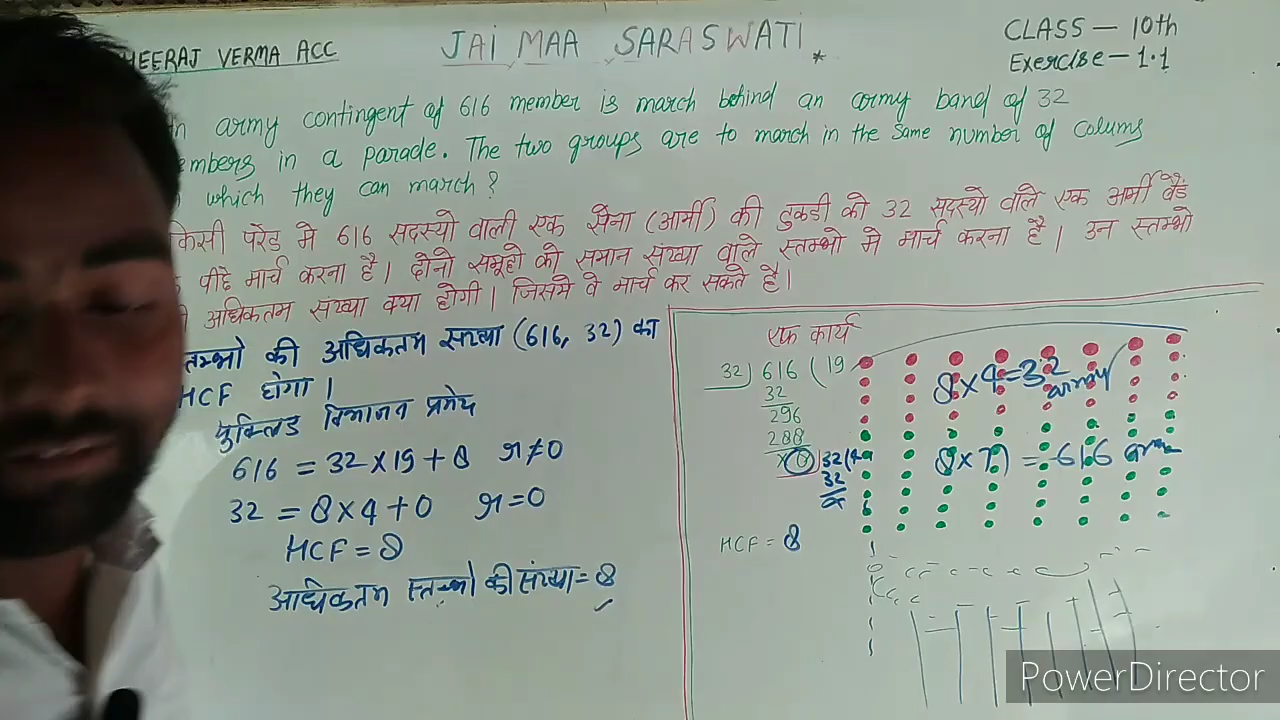 HEERAJ VERMA ACC
JAI MAA SARASWATI
CLASS — 10th
Exercise — 1.1
army contingent of 616 member is march behind an army band of 32
embers in a parade. The two groups are to march in the same number of colums
which they can march?
किसी परेड मे 616 सदस्यो वाली एक सेना (आर्मी) की टुकडी को 32 सदस्यो वाले एक आर्मी बैंड
पीछे मार्च करना है। दोनो समूहो को समान संख्या वाले स्तम्भो मे मार्च करना है। उन स्तम्भो
अधिकतम संख्या क्या होगी। जिसमे वे मार्च कर सकते है।
तम्भो की अधिकतम संख्या (616, 32) का
HCF होगा।
युक्लिड विभाजन प्रमेय
616 = 32×19+8 r≠0
32 = 8×4+0 r=0
HCF = 8
अधिकतम स्तम्भो की संख्या = 8
रफ कार्य
32) 616 (19
32
296
288
32(4
32
HCF = 8
8×4=32
army
8×77 = 616
PowerDirector